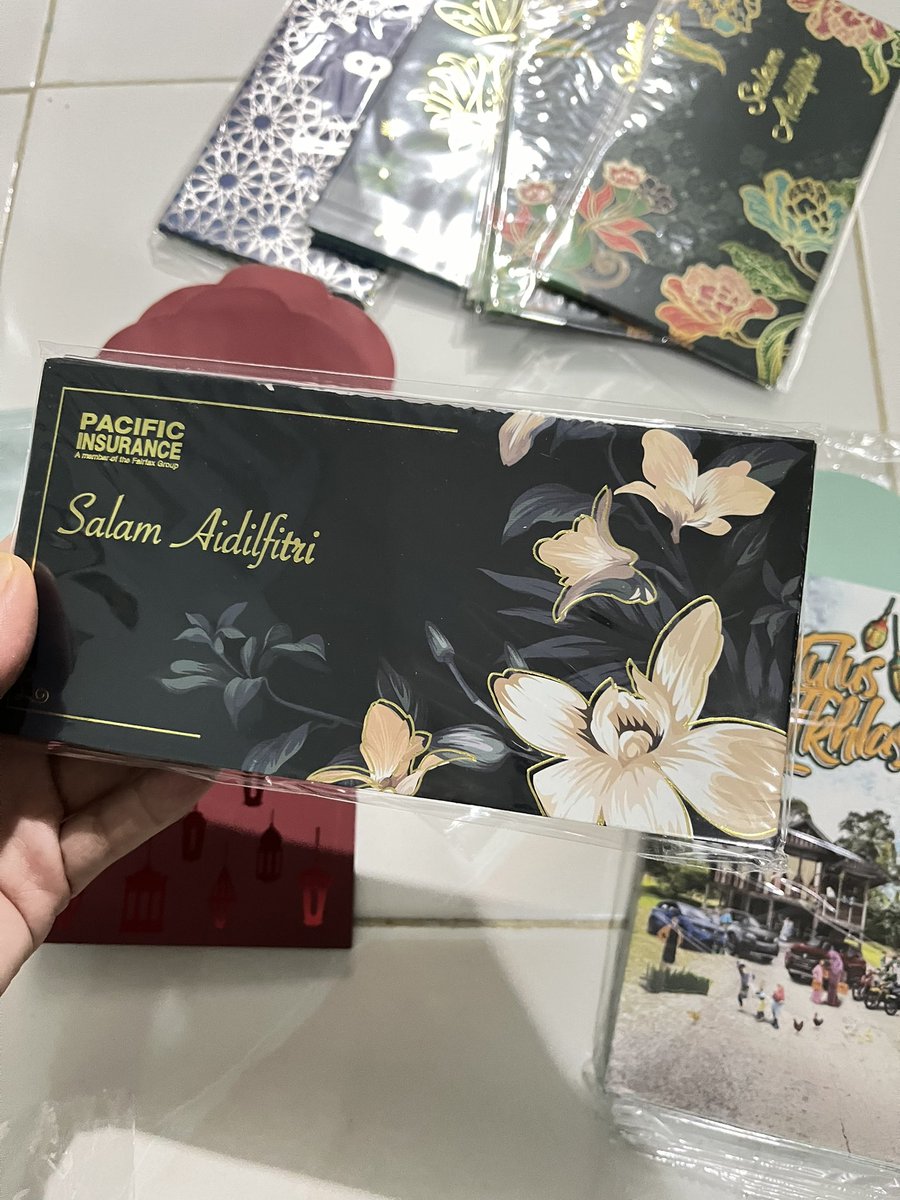 Salam
Aidilfitri
PACIFIC
INSURANCE
A member of the Fairfax Group
Salam Aidilfitri
Tulus
Ikhlas